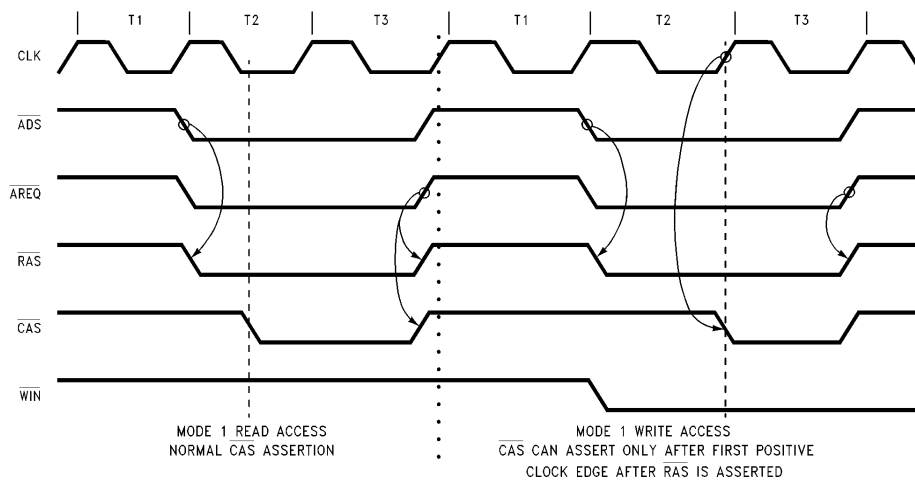 T1 T2 T3 T1 T2 T3
CLK
ADS
AREQ
RAS
CAS
WIN
MODE 1 READ ACCESS
NORMAL CAS ASSERTION
MODE 1 WRITE ACCESS
CAS CAN ASSERT ONLY AFTER FIRST POSITIVE
CLOCK EDGE AFTER RAS IS ASSERTED